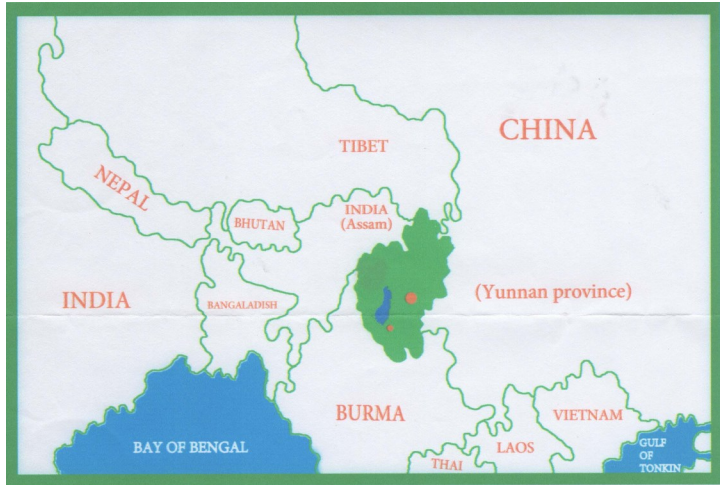 CHINA
TIBET
NEPAL
BHUTAN
INDIA
(Assam)
INDIA
BANGALADISH
(Yunnan province)
BURMA
VIETNAM
BAY OF BENGAL
LAOS
THAI
GULF
OF
TONKIN